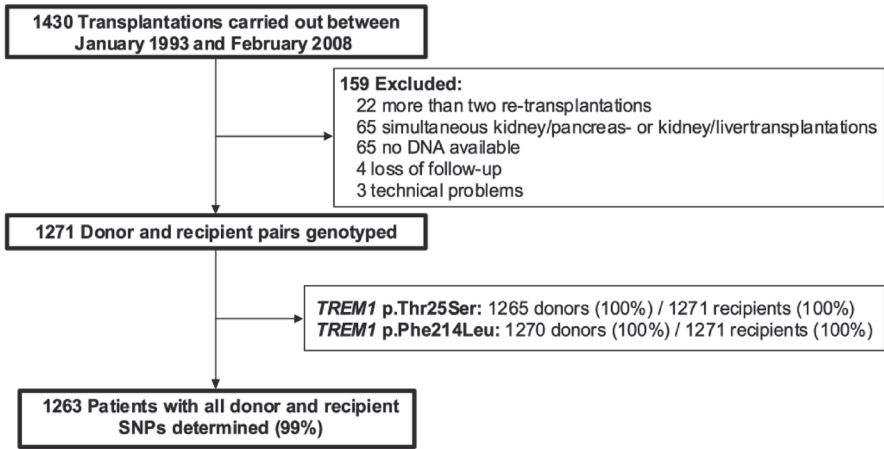 1430 Transplantations carried out between
January 1993 and February 2008
159 Excluded:
22 more than two re-transplantations
65 simultaneous kidney/pancreas- or kidney/livertransplantations
65 no DNA available
4 loss of follow-up
3 technical problems
1271 Donor and recipient pairs genotyped
TREM1 p.Thr25Ser: 1265 donors (100%) / 1271 recipients (100%)
TREM1 p.Phe214Leu: 1270 donors (100%) / 1271 recipients (100%)
1263 Patients with all donor and recipient
SNPs determined (99%)